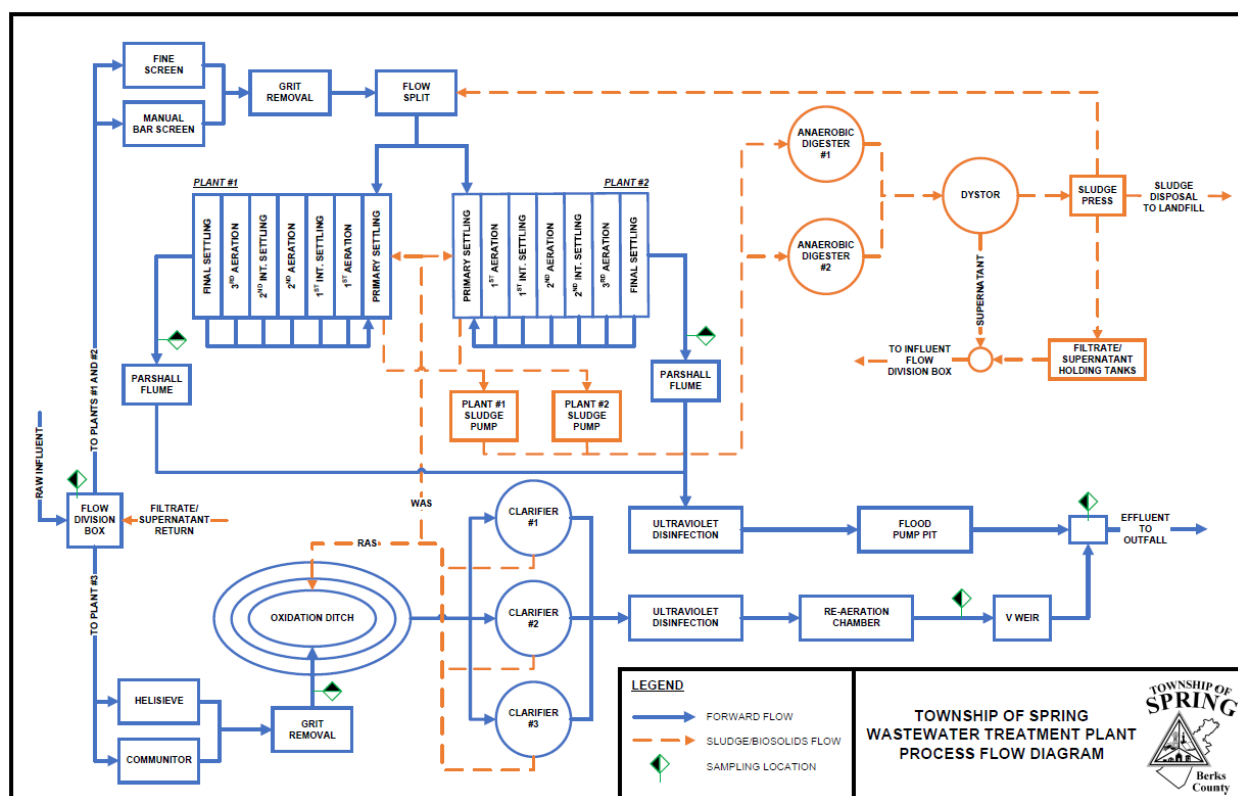 FINE
SCREEN
MANUAL
BAR SCREEN
GRIT
REMOVAL
FLOW
SPLIT
PLANT #1
FINAL SETTLING
3RD AERATION
2ND INT. SETTLING
2ND AERATION
1ST INT. SETTLING
1ST AERATION
PRIMARY SETTLING
PLANT #2
PRIMARY SETTLING
1ST AERATION
1ST INT. SETTLING
2ND AERATION
2ND INT. SETTLING
3RD AERATION
FINAL SETTLING
ANAEROBIC
DIGESTER
#1
ANAEROBIC
DIGESTER
#2
DYSTOR
SLUDGE
PRESS
SLUDGE
DISPOSAL
TO LANDFILL
SUPERNATANT
TO INFLUENT
FLOW
DIVISION BOX
FILTRATE/
SUPERNATANT
HOLDING TANKS
PARSHALL
FLUME
PLANT #1
SLUDGE
PUMP
PLANT #2
SLUDGE
PUMP
PARSHALL
FLUME
RAW INFLUENT
TO PLANTS #1 AND #2
FLOW
DIVISION
BOX
FILTRATE/
SUPERNATANT
RETURN
TO PLANT #3
WAS
RAS
CLARIFIER
#1
CLARIFIER
#2
CLARIFIER
#3
OXIDATION DITCH
ULTRAVIOLET
DISINFECTION
FLOOD
PUMP PIT
EFFLUENT
TO
OUTFALL
ULTRAVIOLET
DISINFECTION
RE-AERATION
CHAMBER
V WEIR
HELISIEVE
COMMUNITOR
GRIT
REMOVAL
LEGEND
FORWARD FLOW
SLUDGE/BIOSOLIDS FLOW
SAMPLING LOCATION
TOWNSHIP OF SPRING
WASTEWATER TREATMENT PLANT
PROCESS FLOW DIAGRAM
TOWNSHIP OF
SPRING
Berks
County